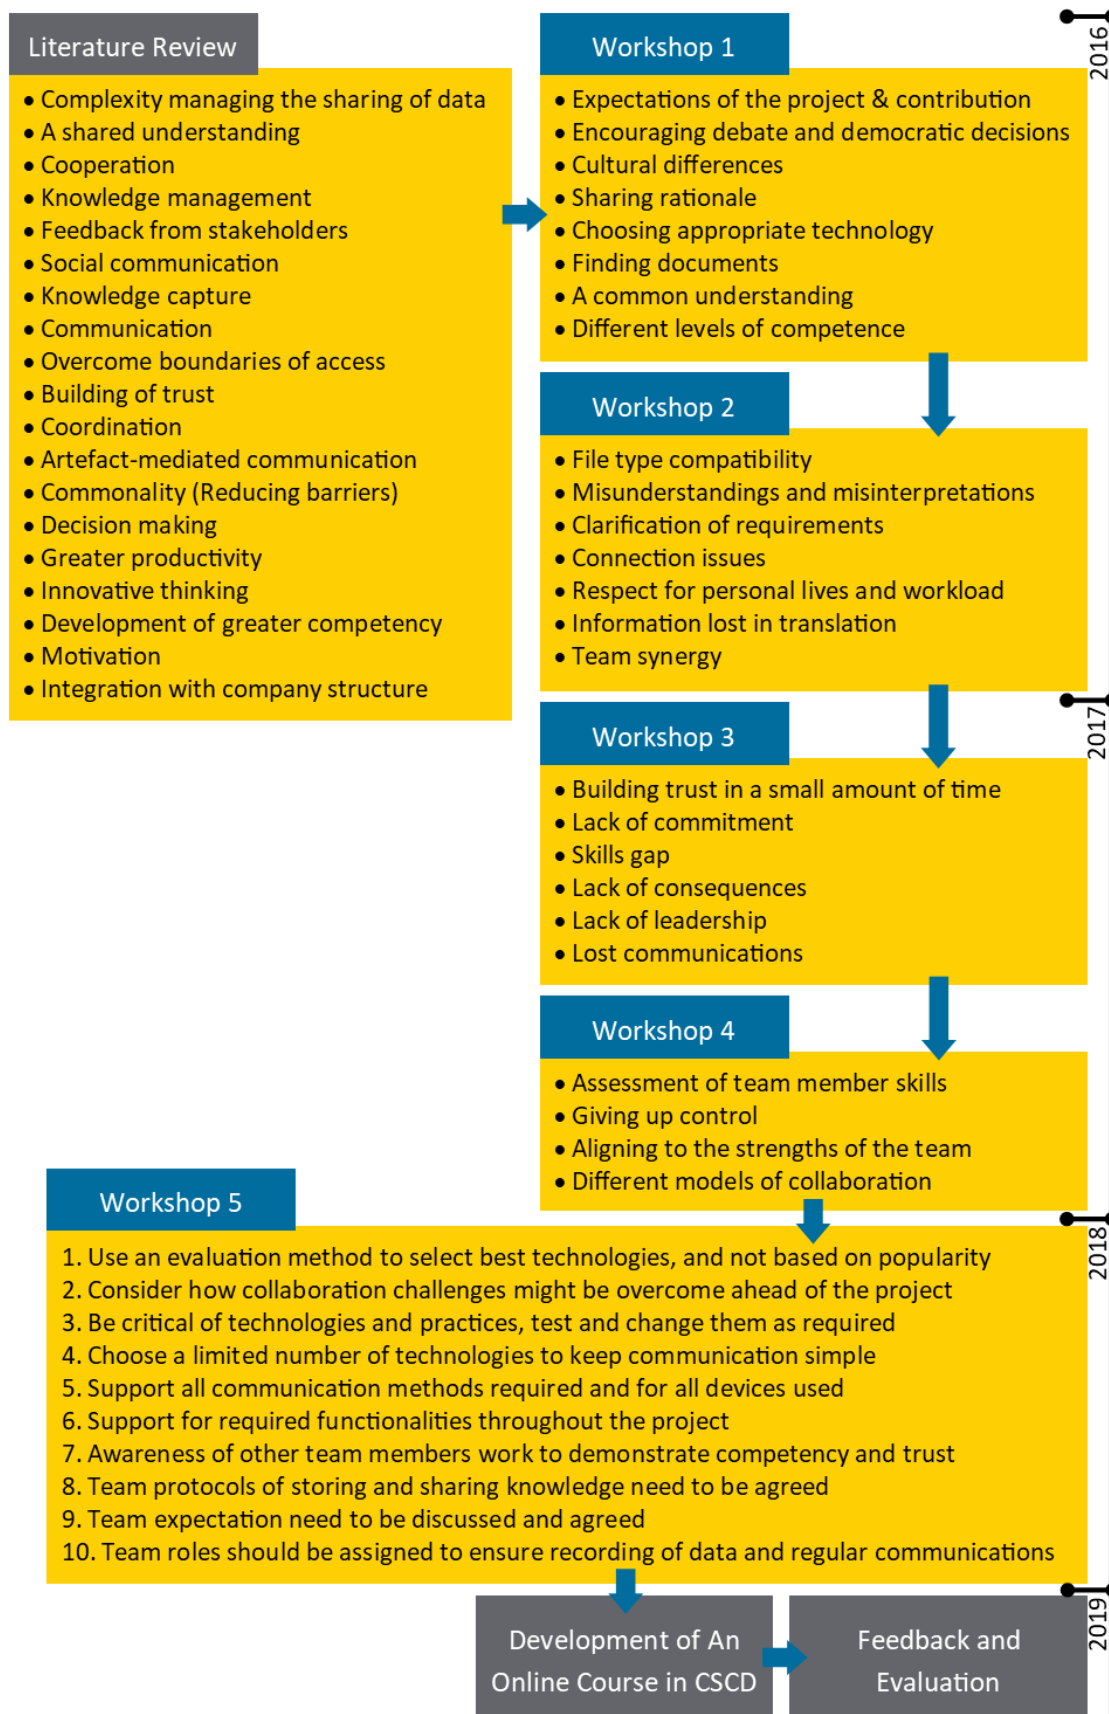 Literature Review
• Complexity managing the sharing of data
• A shared understanding
• Cooperation
• Knowledge management
• Feedback from stakeholders
• Social communication
• Knowledge capture
• Communication
• Overcome boundaries of access
• Building of trust
• Coordination
• Artefact-mediated communication
• Commonality (Reducing barriers)
• Decision making
• Greater productivity
• Innovative thinking
• Development of greater competency
• Motivation
• Integration with company structure
Workshop 1
• Expectations of the project & contribution
• Encouraging debate and democratic decisions
• Cultural differences
• Sharing rationale
• Choosing appropriate technology
• Finding documents
• A common understanding
• Different levels of competence
2016
Workshop 2
• File type compatibility
• Misunderstandings and misinterpretations
• Clarification of requirements
• Connection issues
• Respect for personal lives and workload
• Information lost in translation
• Team synergy
2017
Workshop 3
• Building trust in a small amount of time
• Lack of commitment
• Skills gap
• Lack of consequences
• Lack of leadership
• Lost communications
Workshop 4
• Assessment of team member skills
• Giving up control
• Aligning to the strengths of the team
• Different models of collaboration
2018
Workshop 5
1. Use an evaluation method to select best technologies, and not based on popularity
2. Consider how collaboration challenges might be overcome ahead of the project
3. Be critical of technologies and practices, test and change them as required
4. Choose a limited number of technologies to keep communication simple
5. Support all communication methods required and for all devices used
6. Support for required functionalities throughout the project
7. Awareness of other team members work to demonstrate competency and trust
8. Team protocols of storing and sharing knowledge need to be agreed
9. Team expectation need to be discussed and agreed
10. Team roles should be assigned to ensure recording of data and regular communications
2019
Development of An
Online Course in CSCD
Feedback and
Evaluation